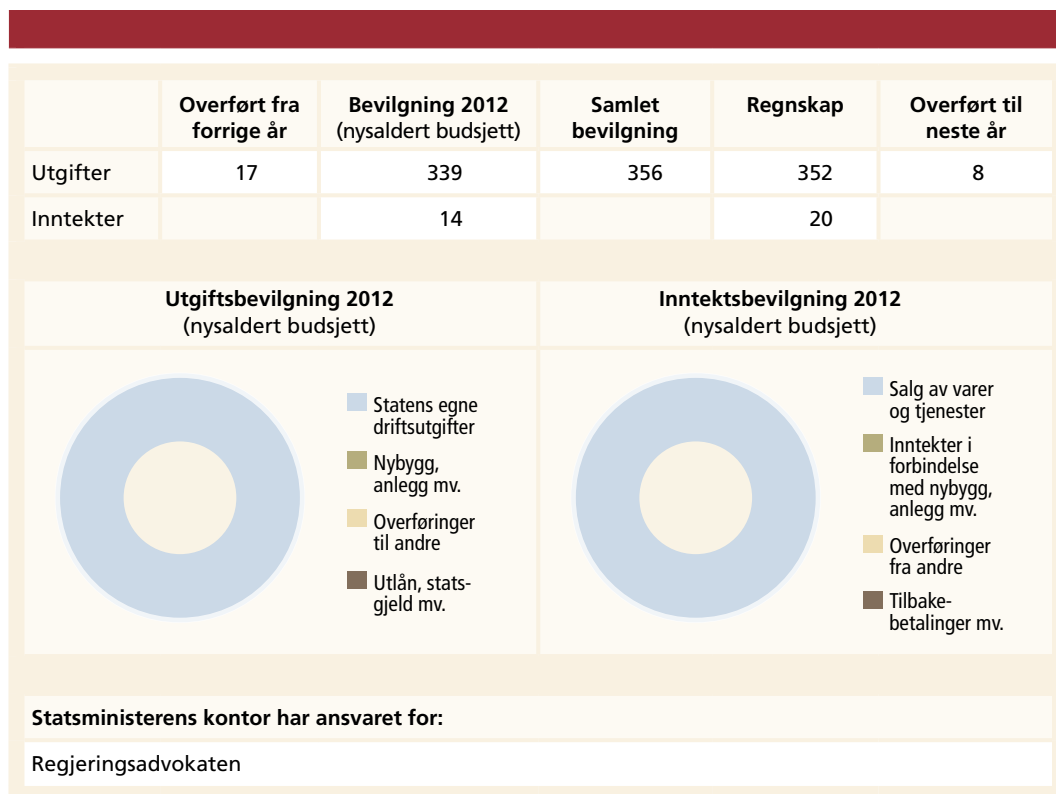 Overført fra forrige år
Bevilgning 2012 (nysaldert budsjett)
Samlet bevilgning
Regnskap
Overført til neste år
Utgifter 17 339 356 352 8
Inntekter 14 20
Utgiftsbevilgning 2012
(nysaldert budsjett)
Statens egne
driftsutgifter
Nybygg,
anlegg mv.
Overføringer
til andre
Utlån, stats-
gjeld mv.
Inntektsbevilgning 2012
(nysaldert budsjett)
Salg av varer
og tjenester
Inntekter i
forbindelse
med nybygg,
anlegg mv.
Overføringer
fra andre
Tilbake-
betalinger mv.
Statsministerens kontor har ansvaret for:
Regjeringsadvokaten